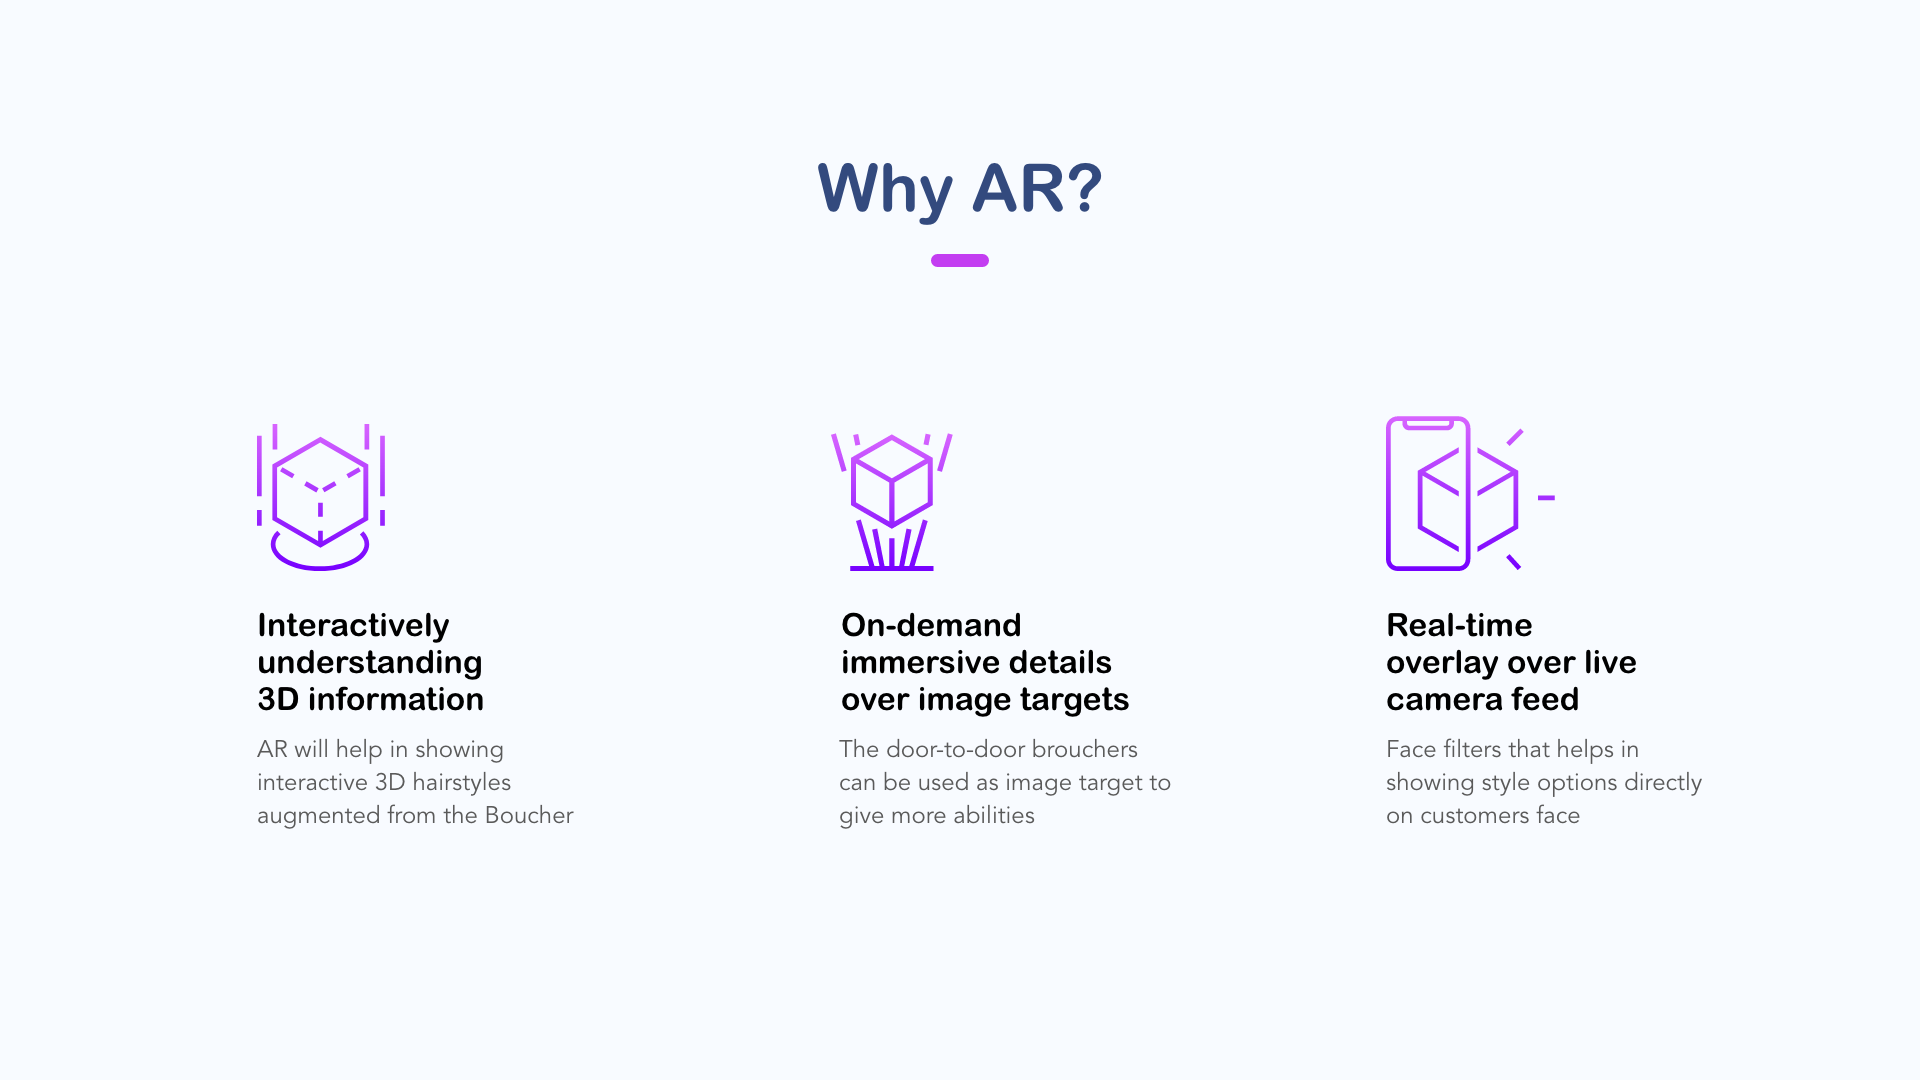 Why AR?
Interactively
understanding
3D information
AR will help in showing
interactive 3D hairstyles
augmented from the Boucher
On-demand
immersive details
over image targets
The door-to-door brouchers
can be used as image target to
give more abilities
Real-time
overlay over live
camera feed
Face filters that helps in
showing style options directly
on customers face